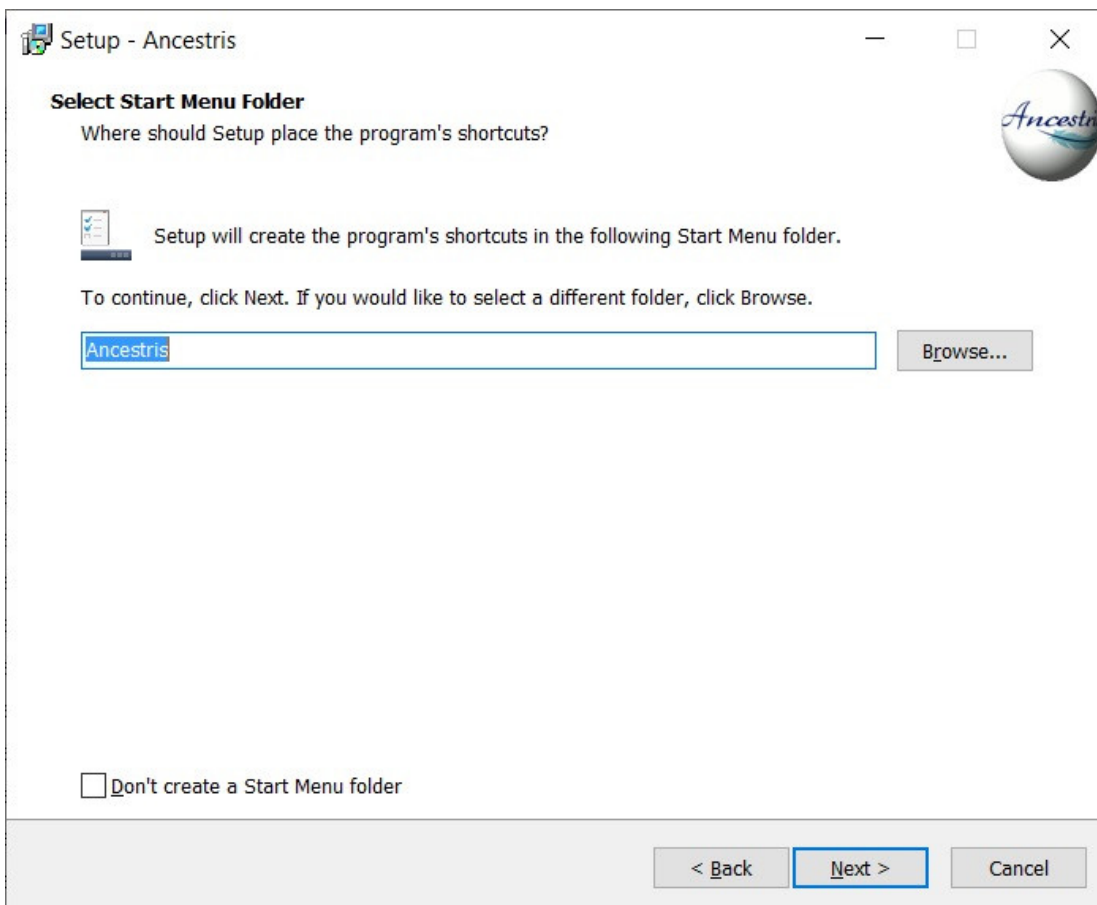 Setup - Ancestris
Select Start Menu Folder
Where should Setup place the program's shortcuts?
Setup will create the program's shortcuts in the following Start Menu folder.
To continue, click Next. If you would like to select a different folder, click Browse.
Ancestris
Browse...
Don't create a Start Menu folder
< Back
Next >
Cancel